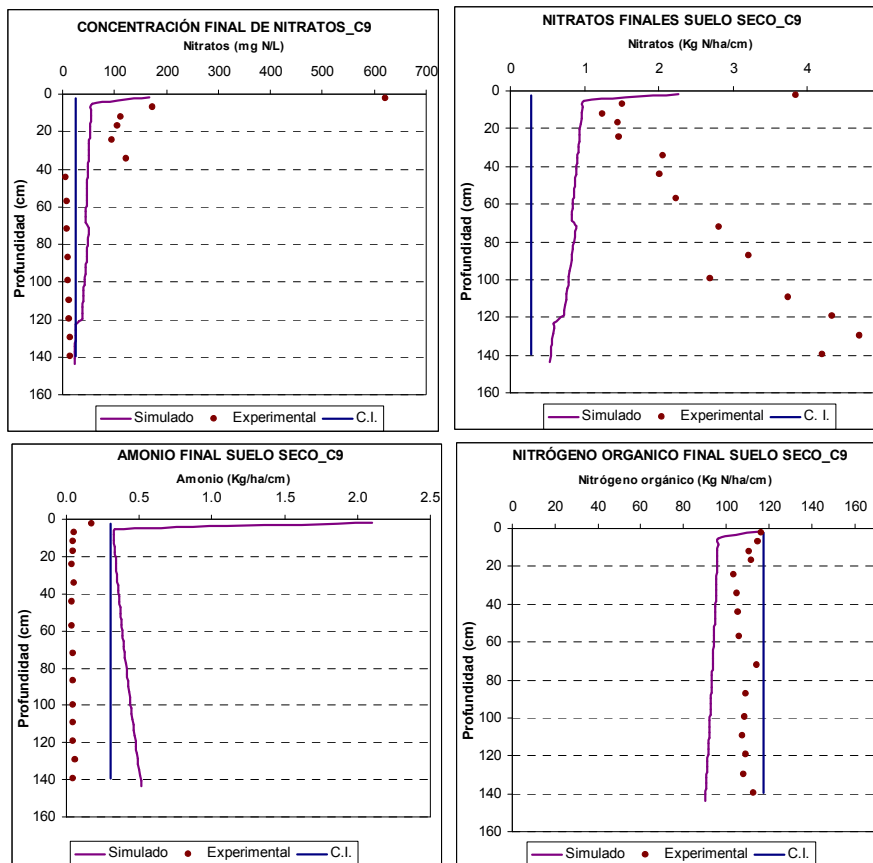 CONCENTRACIÓN FINAL DE NITRATOS_C9
Nitratos (mg N/L)
0 100 200 300 400 500 600 700
0
20
40
60
80
100
120
140
160
Profundidad (cm)
Simulado Experimental C.I.
NITRATOS FINALES SUELO SECO_C9
Nitratos (Kg N/ha/cm)
0 1 2 3 4
0
20
40
60
80
100
120
140
160
Profundidad (cm)
Simulado Experimental C. I.
AMONIO FINAL SUELO SECO_C9
Amonio (Kg/ha/cm)
0.0 0.5 1.0 1.5 2.0 2.5
0
20
40
60
80
100
120
140
160
Profundidad (cm)
Simulado Experimental C.I.
NITRÓGENO ORGANICO FINAL SUELO SECO_C9
Nitrógeno orgánico (Kg N/ha/cm)
0 20 40 60 80 100 120 140 160
0
20
40
60
80
100
120
140
160
Profundidad (cm)
Simulado Experimental C.I.